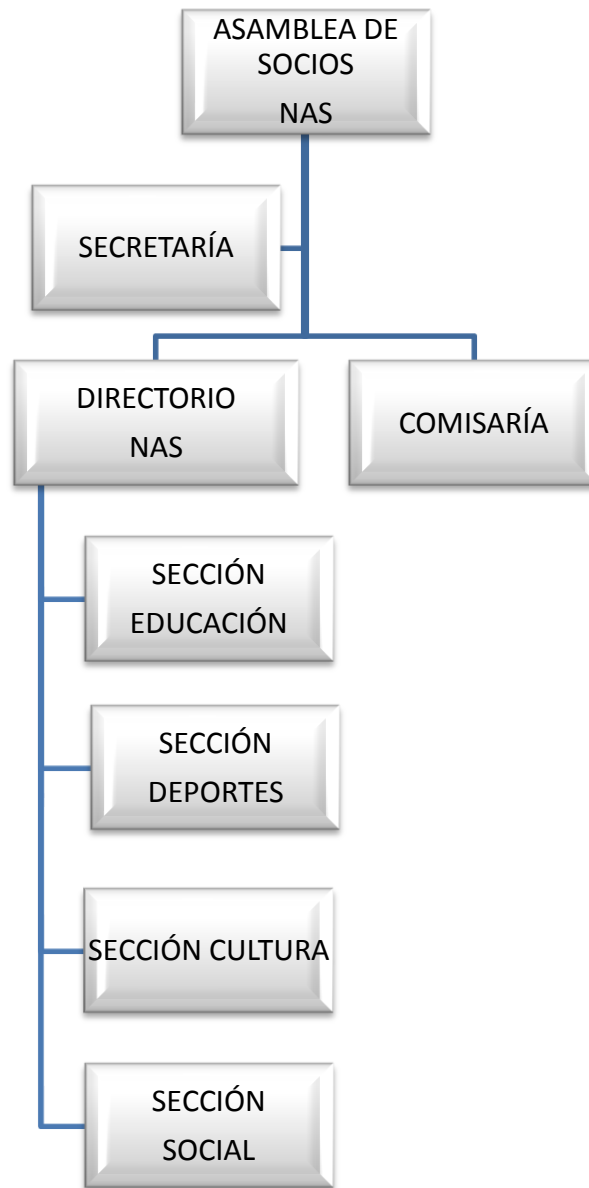 ASAMBLEA DE
SOCIOS
NAS
SECRETARÍA
DIRECTORIO
NAS
COMISARÍA
SECCIÓN
EDUCACIÓN
SECCIÓN
DEPORTES
SECCIÓN CULTURA
SECCIÓN
SOCIAL